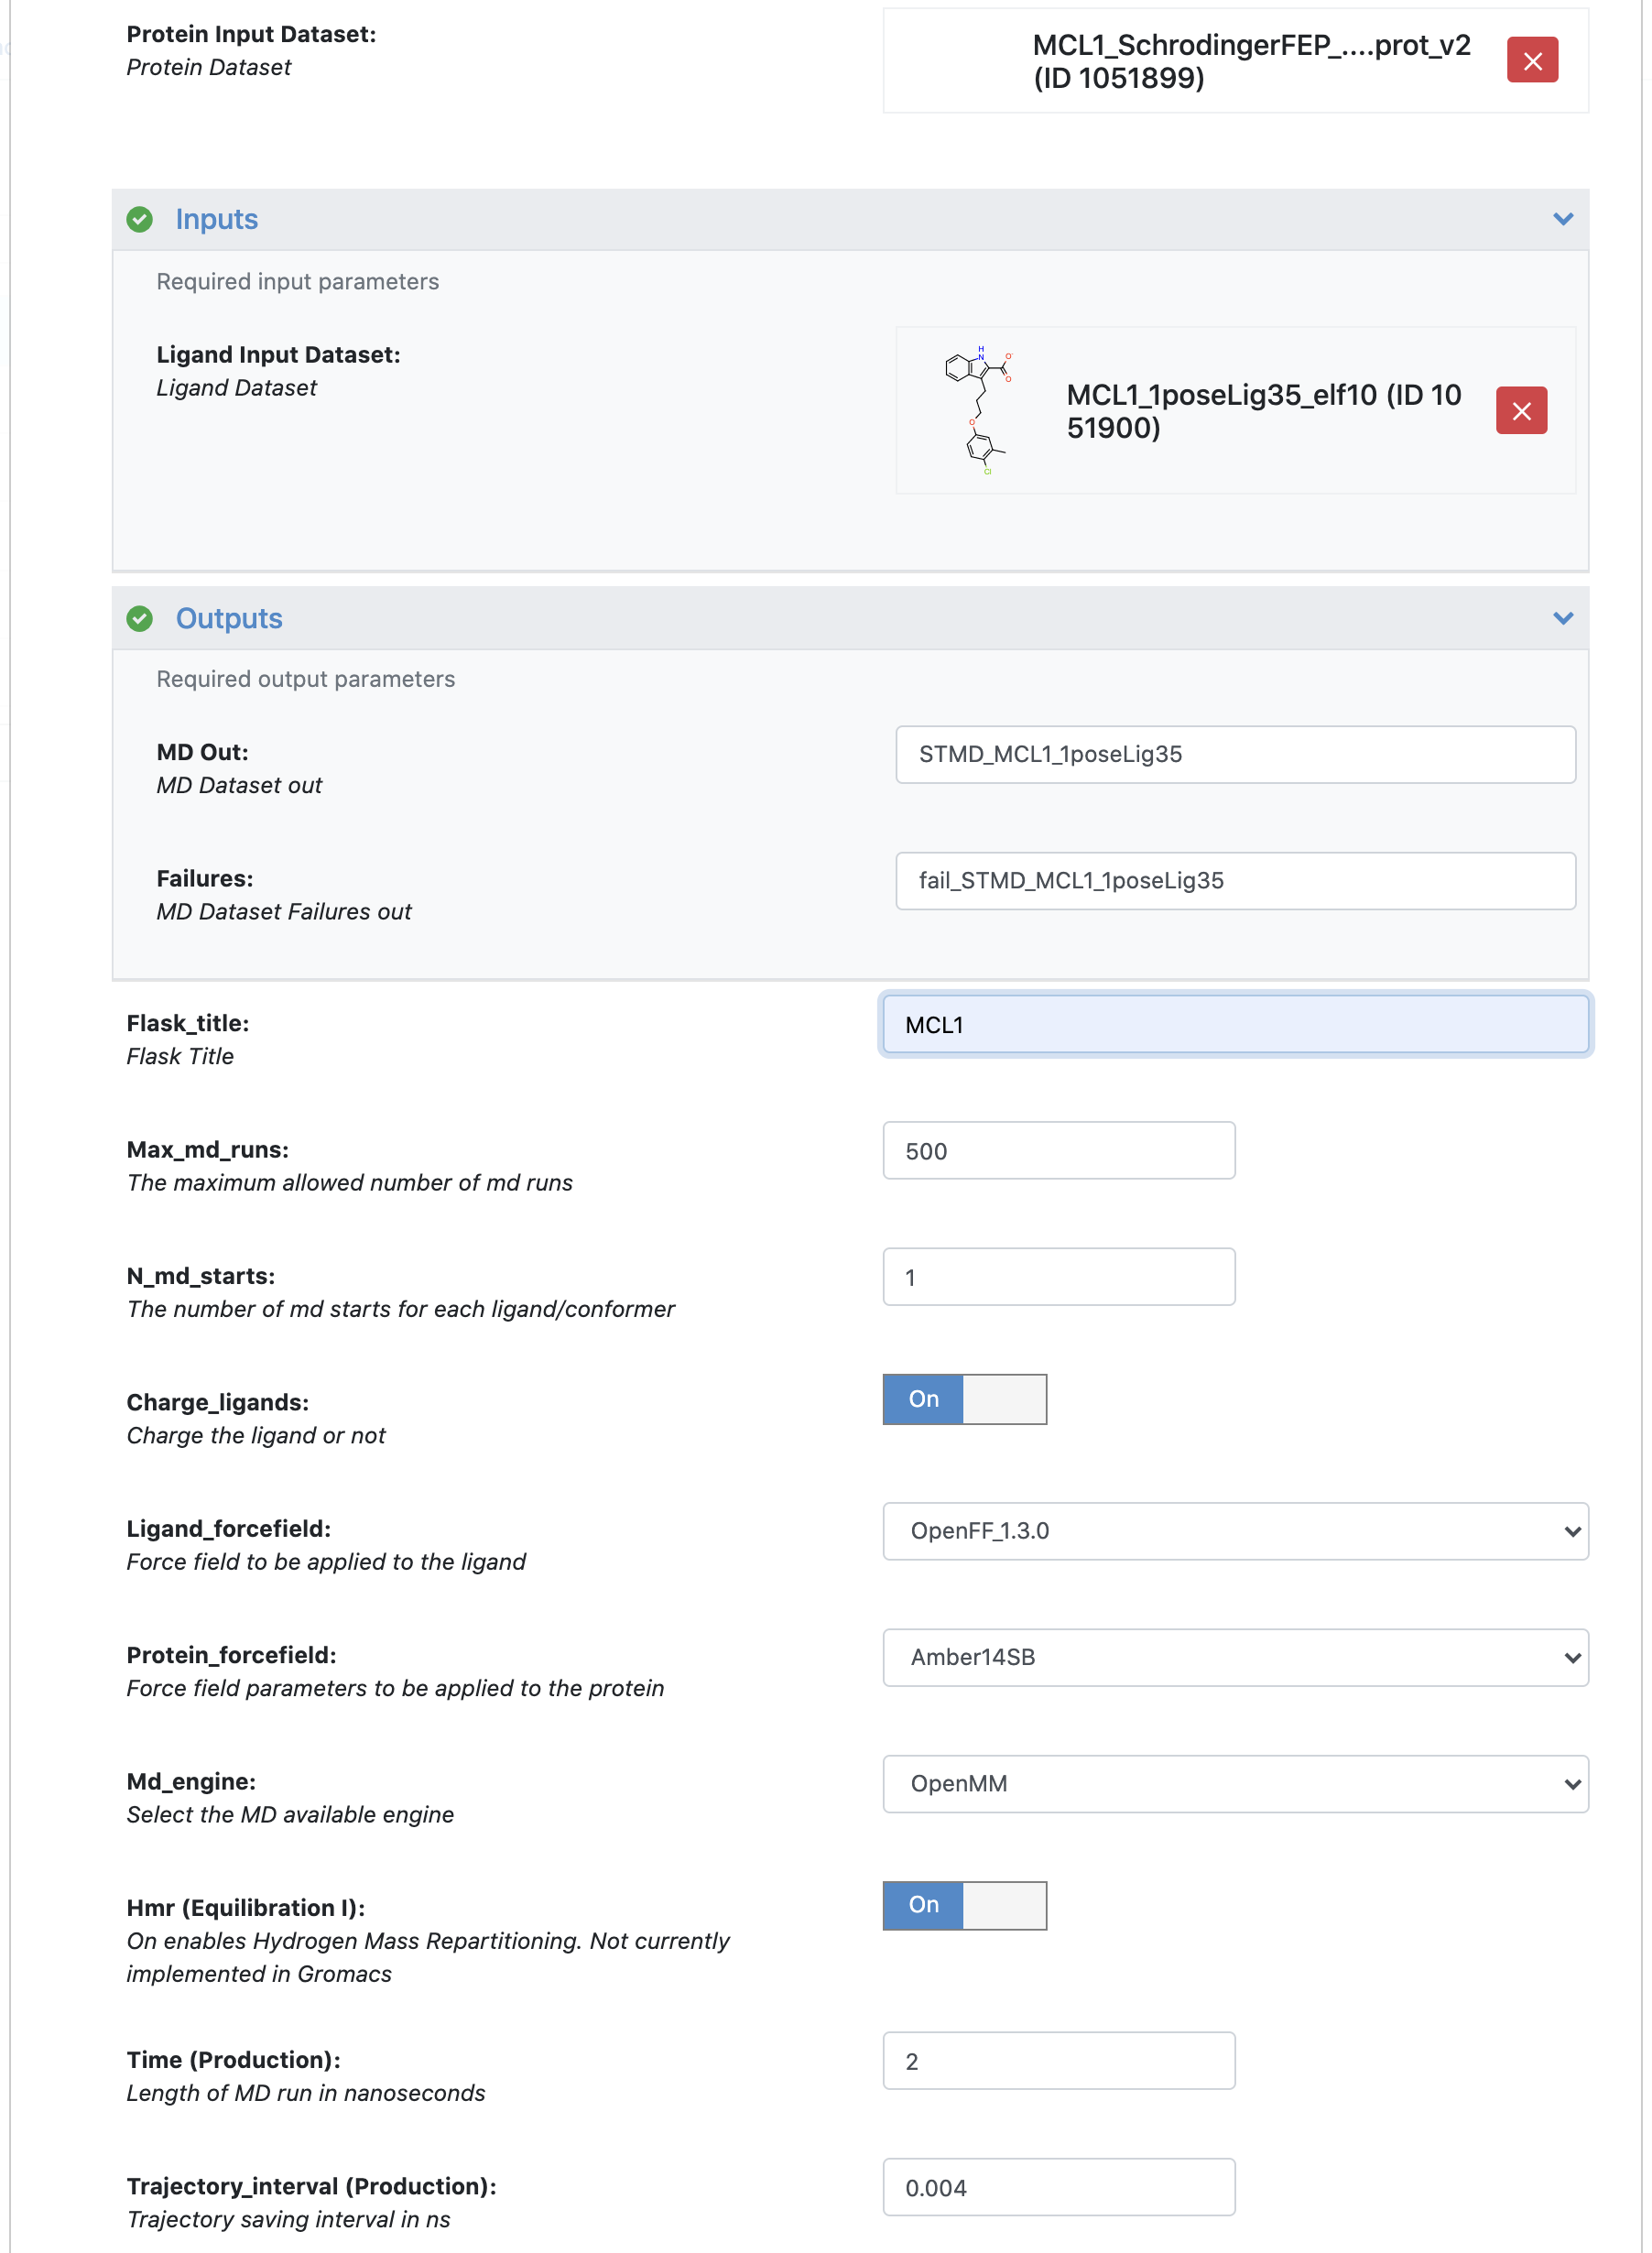 Protein Input Dataset:
Protein Dataset
MCL1_SchrodingerFEP_....prot_v2
(ID 1051899)
Inputs
Required input parameters
Ligand Input Dataset:
Ligand Dataset
H
N
O-
O
O
Cl
MCL1_1poseLig35_elf10 (ID 10
51900)
Outputs
Required output parameters
MD Out:
MD Dataset out
STMD_MCL1_1poseLig35
Failures:
MD Dataset Failures out
fail_STMD_MCL1_1poseLig35
Flask_title:
Flask Title
MCL1
Max_md_runs:
The maximum allowed number of md runs
500
N_md_starts:
The number of md starts for each ligand/conformer
1
Charge_ligands:
Charge the ligand or not
On
Ligand_forcefield:
Force field to be applied to the ligand
OpenFF_1.3.0
Protein_forcefield:
Force field parameters to be applied to the protein
Amber14SB
Md_engine:
Select the MD available engine
OpenMM
Hmr (Equilibration I):
On enables Hydrogen Mass Repartitioning. Not currently
implemented in Gromacs
On
Time (Production):
Length of MD run in nanoseconds
2
Trajectory_interval (Production):
Trajectory saving interval in ns
0.004